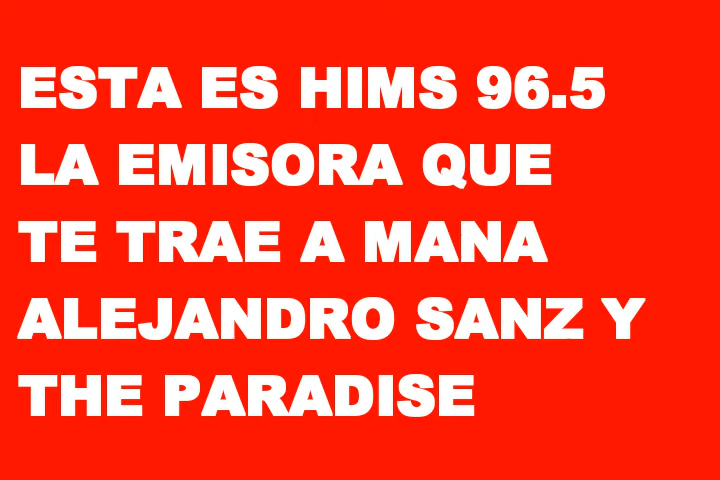 ESTA ES HIMS 96.5
LA EMISORA QUE
TE TRAE A MANA
ALEJANDRO SANZ Y
THE PARADISE